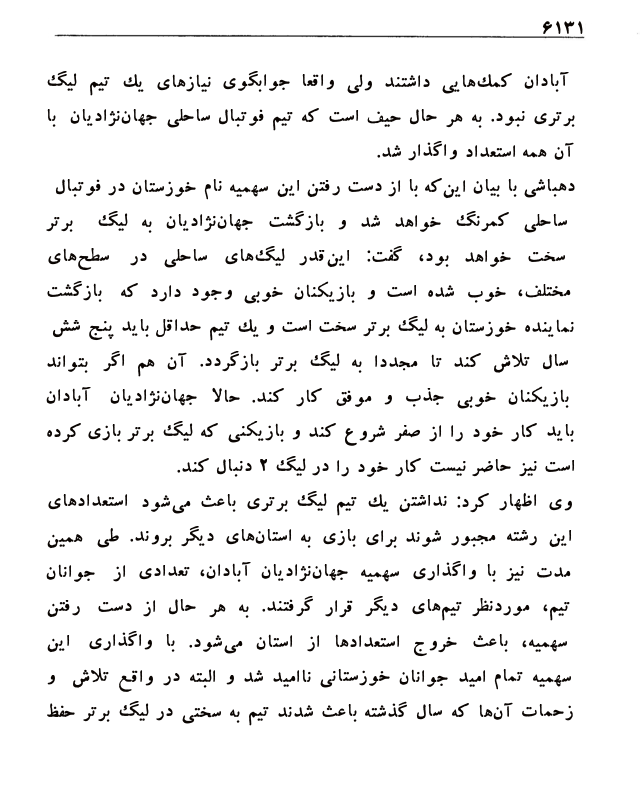 ۶۱۳۱
آبادان کمك‌هایی داشتند ولی واقعا جوابگوی نیازهای یك تیم لیگ
برتری نبود. به هر حال حیف است که تیم فوتبال ساحلی جهان‌نژادیان با
آن همه استعداد واگذار شد.
دهباشی با بیان این‌که با از دست رفتن این سهمیه نام خوزستان در فوتبال
ساحلی کمرنگ خواهد شد و بازگشت جهان‌نژادیان به لیگ برتر
سخت خواهد بود، گفت: این‌قدر لیگ‌های ساحلی در سطح‌های
مختلف، خوب شده است و بازیکنان خوبی وجود دارد که بازگشت
نماینده خوزستان به لیگ برتر سخت است و یك تیم حداقل باید پنج شش
سال تلاش کند تا مجددا به لیگ برتر بازگردد. آن هم اگر بتواند
بازیکنان خوبی جذب و موفق کار کند. حالا جهان‌نژادیان آبادان
باید کار خود را از صفر شروع کند و بازیکنی که لیگ برتر بازی کرده
است نیز حاضر نیست کار خود را در لیگ ۲ دنبال کند.
وی اظهار کرد: نداشتن یك تیم لیگ برتری باعث می‌شود استعدادهای
این رشته مجبور شوند برای بازی به استان‌های دیگر بروند. طی همین
مدت نیز با واگذاری سهمیه جهان‌نژادیان آبادان، تعدادی از جوانان
تیم، موردنظر تیم‌های دیگر قرار گرفتند. به هر حال از دست رفتن
سهمیه، باعث خروج استعدادها از استان می‌شود. با واگذاری این
سهمیه تمام امید جوانان خوزستانی ناامید شد و البته در واقع تلاش و
زحمات آن‌ها که سال گذشته باعث شدند تیم به سختی در لیگ برتر حفظ